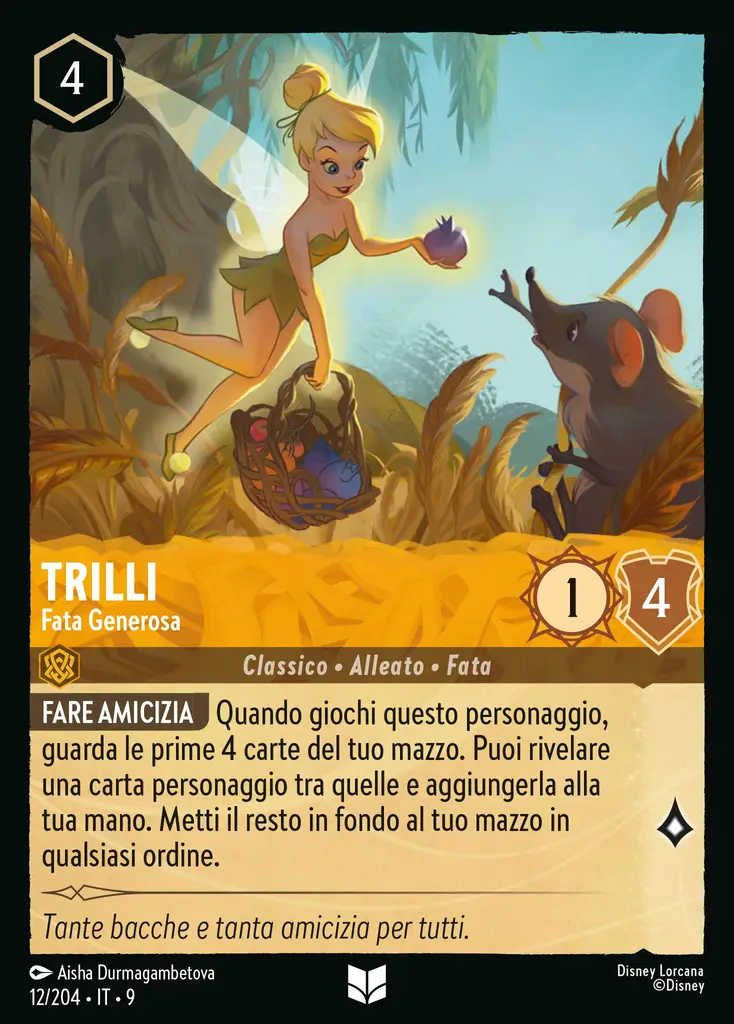 4
TRILLI
Fata Generosa
1
4
Classico • Alleato • Fata
FARE AMICIZIA Quando giochi questo personaggio,
guarda le prime 4 carte del tuo mazzo. Puoi rivelare
una carta personaggio tra quelle e aggiungerla alla
tua mano. Metti il resto in fondo al tuo mazzo in
qualsiasi ordine.
Tante bacche e tanta amicizia per tutti.
Aisha Durmagambetova
12/204 • IT • 9
Disney Lorcana
©Disney